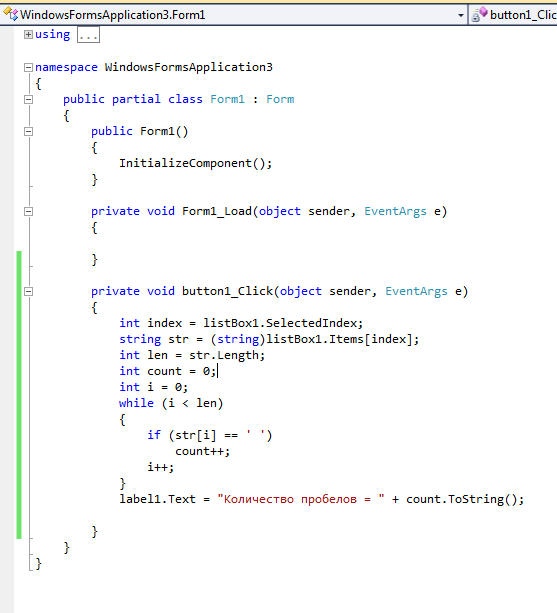 WindowsFormsApplication3.Form1 button1_Clic
using ...
namespace WindowsFormsApplication3
{
    public partial class Form1 : Form
    {
        public Form1()
        {
            InitializeComponent();
        }
        private void Form1_Load(object sender, EventArgs e)
        {
        }
        private void button1_Click(object sender, EventArgs e)
        {
            int index = listBox1.SelectedIndex;
            string str = (string)listBox1.Items[index];
            int len = str.Length;
            int count = 0;
            int i = 0;
            while (i < len)
            {
                if (str[i] == ' ')
                    count++;
                i++;
            }
            label1.Text = "Количество пробелов = " + count.ToString();
        }
    }
}